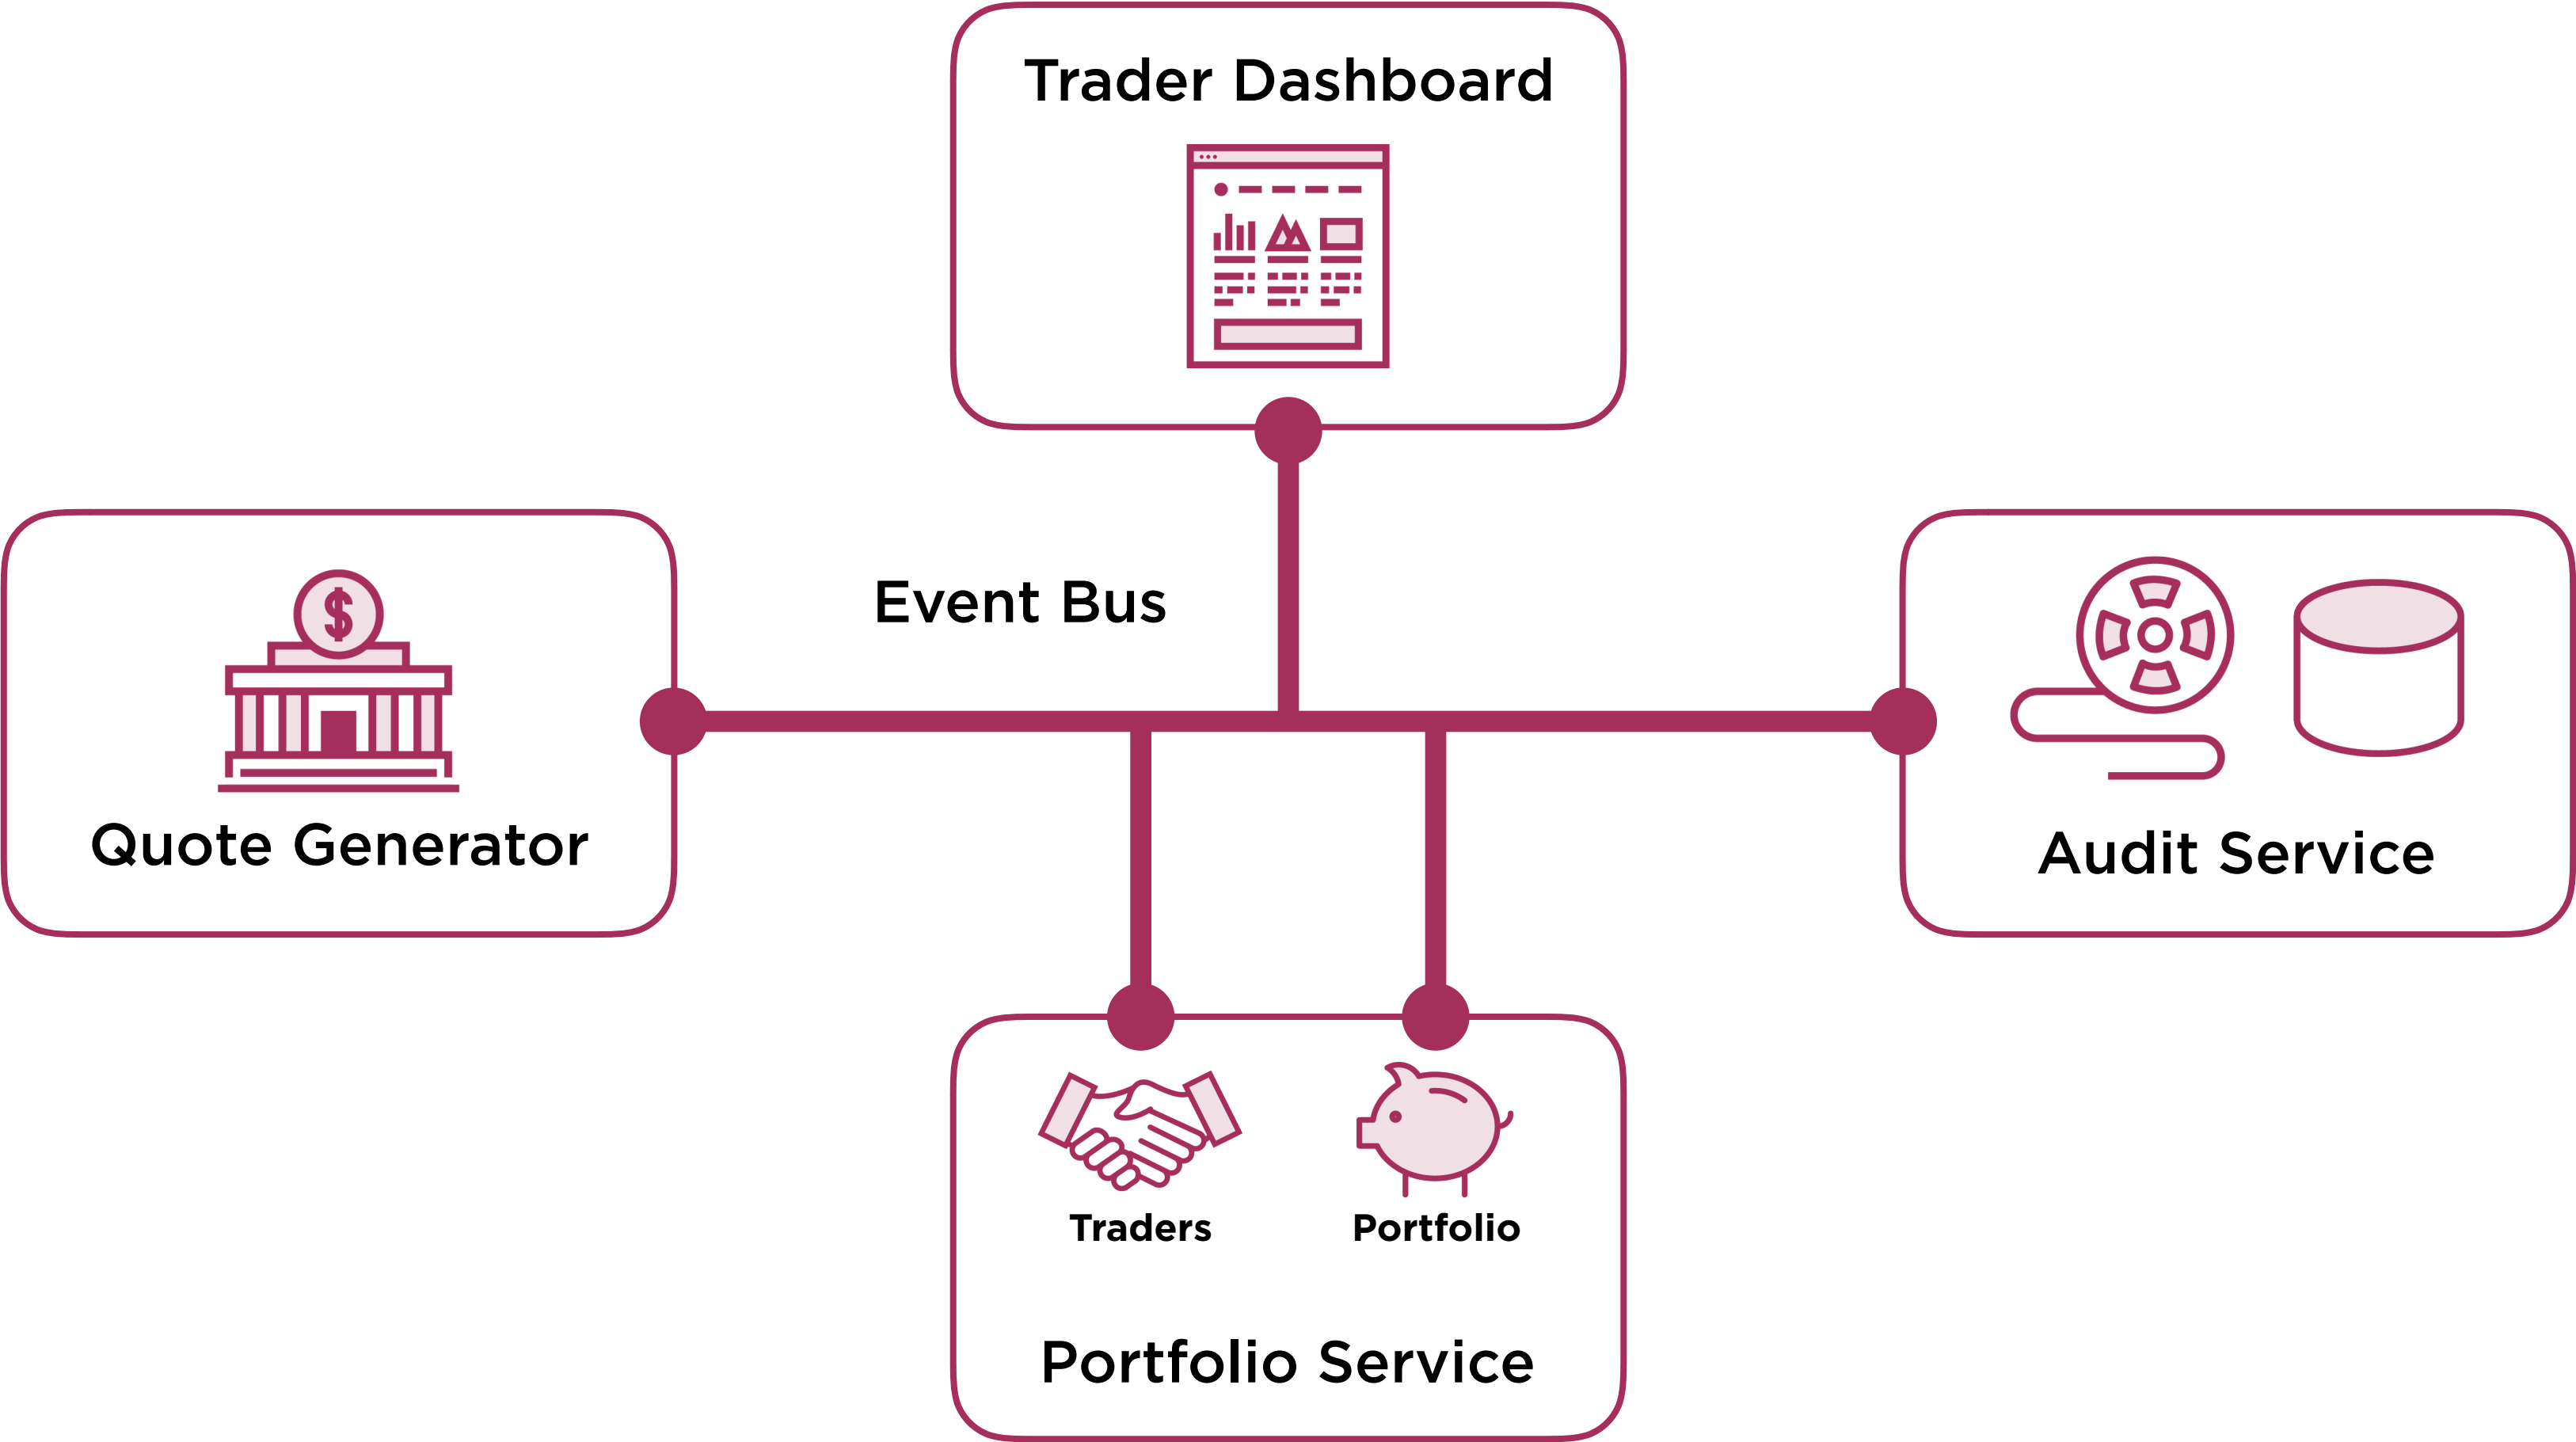 Trader Dashboard
Event Bus
$
Quote Generator
Audit Service
Traders
Portfolio
Portfolio Service